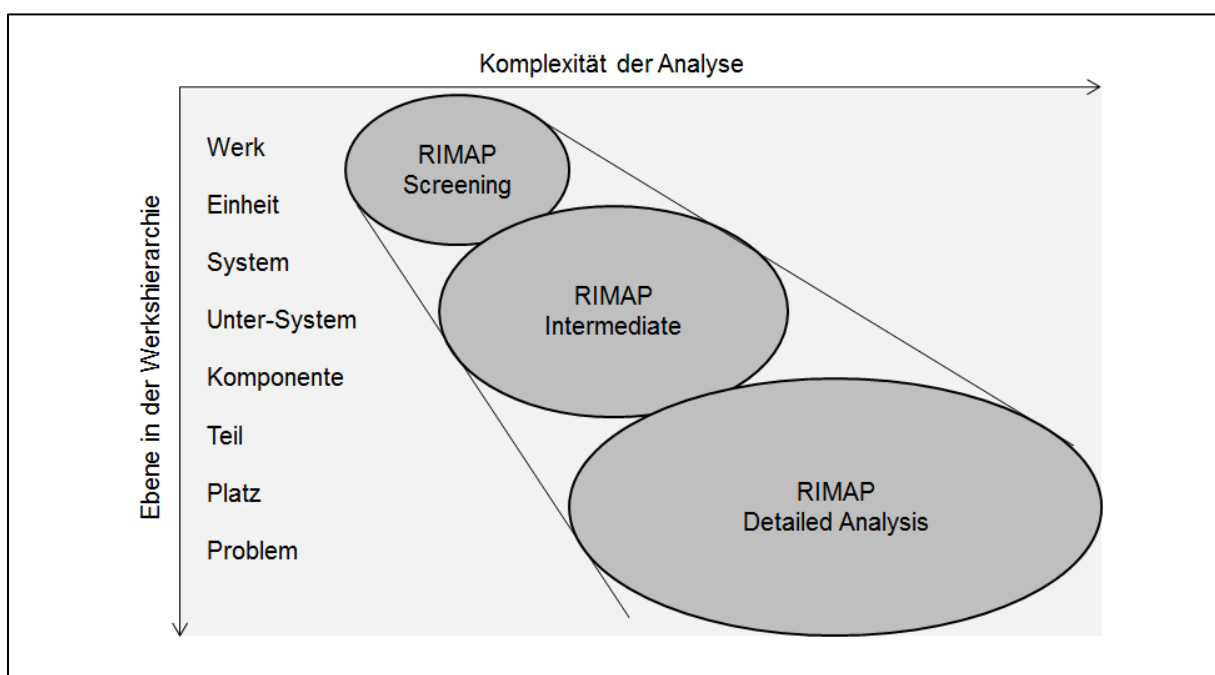 Komplexität der Analyse
Ebene in der Werkshierarchie
Werk
Einheit
System
Unter-System
Komponente
Teil
Platz
Problem
RIMAP
Screening
RIMAP
Intermediate
RIMAP
Detailed Analysis